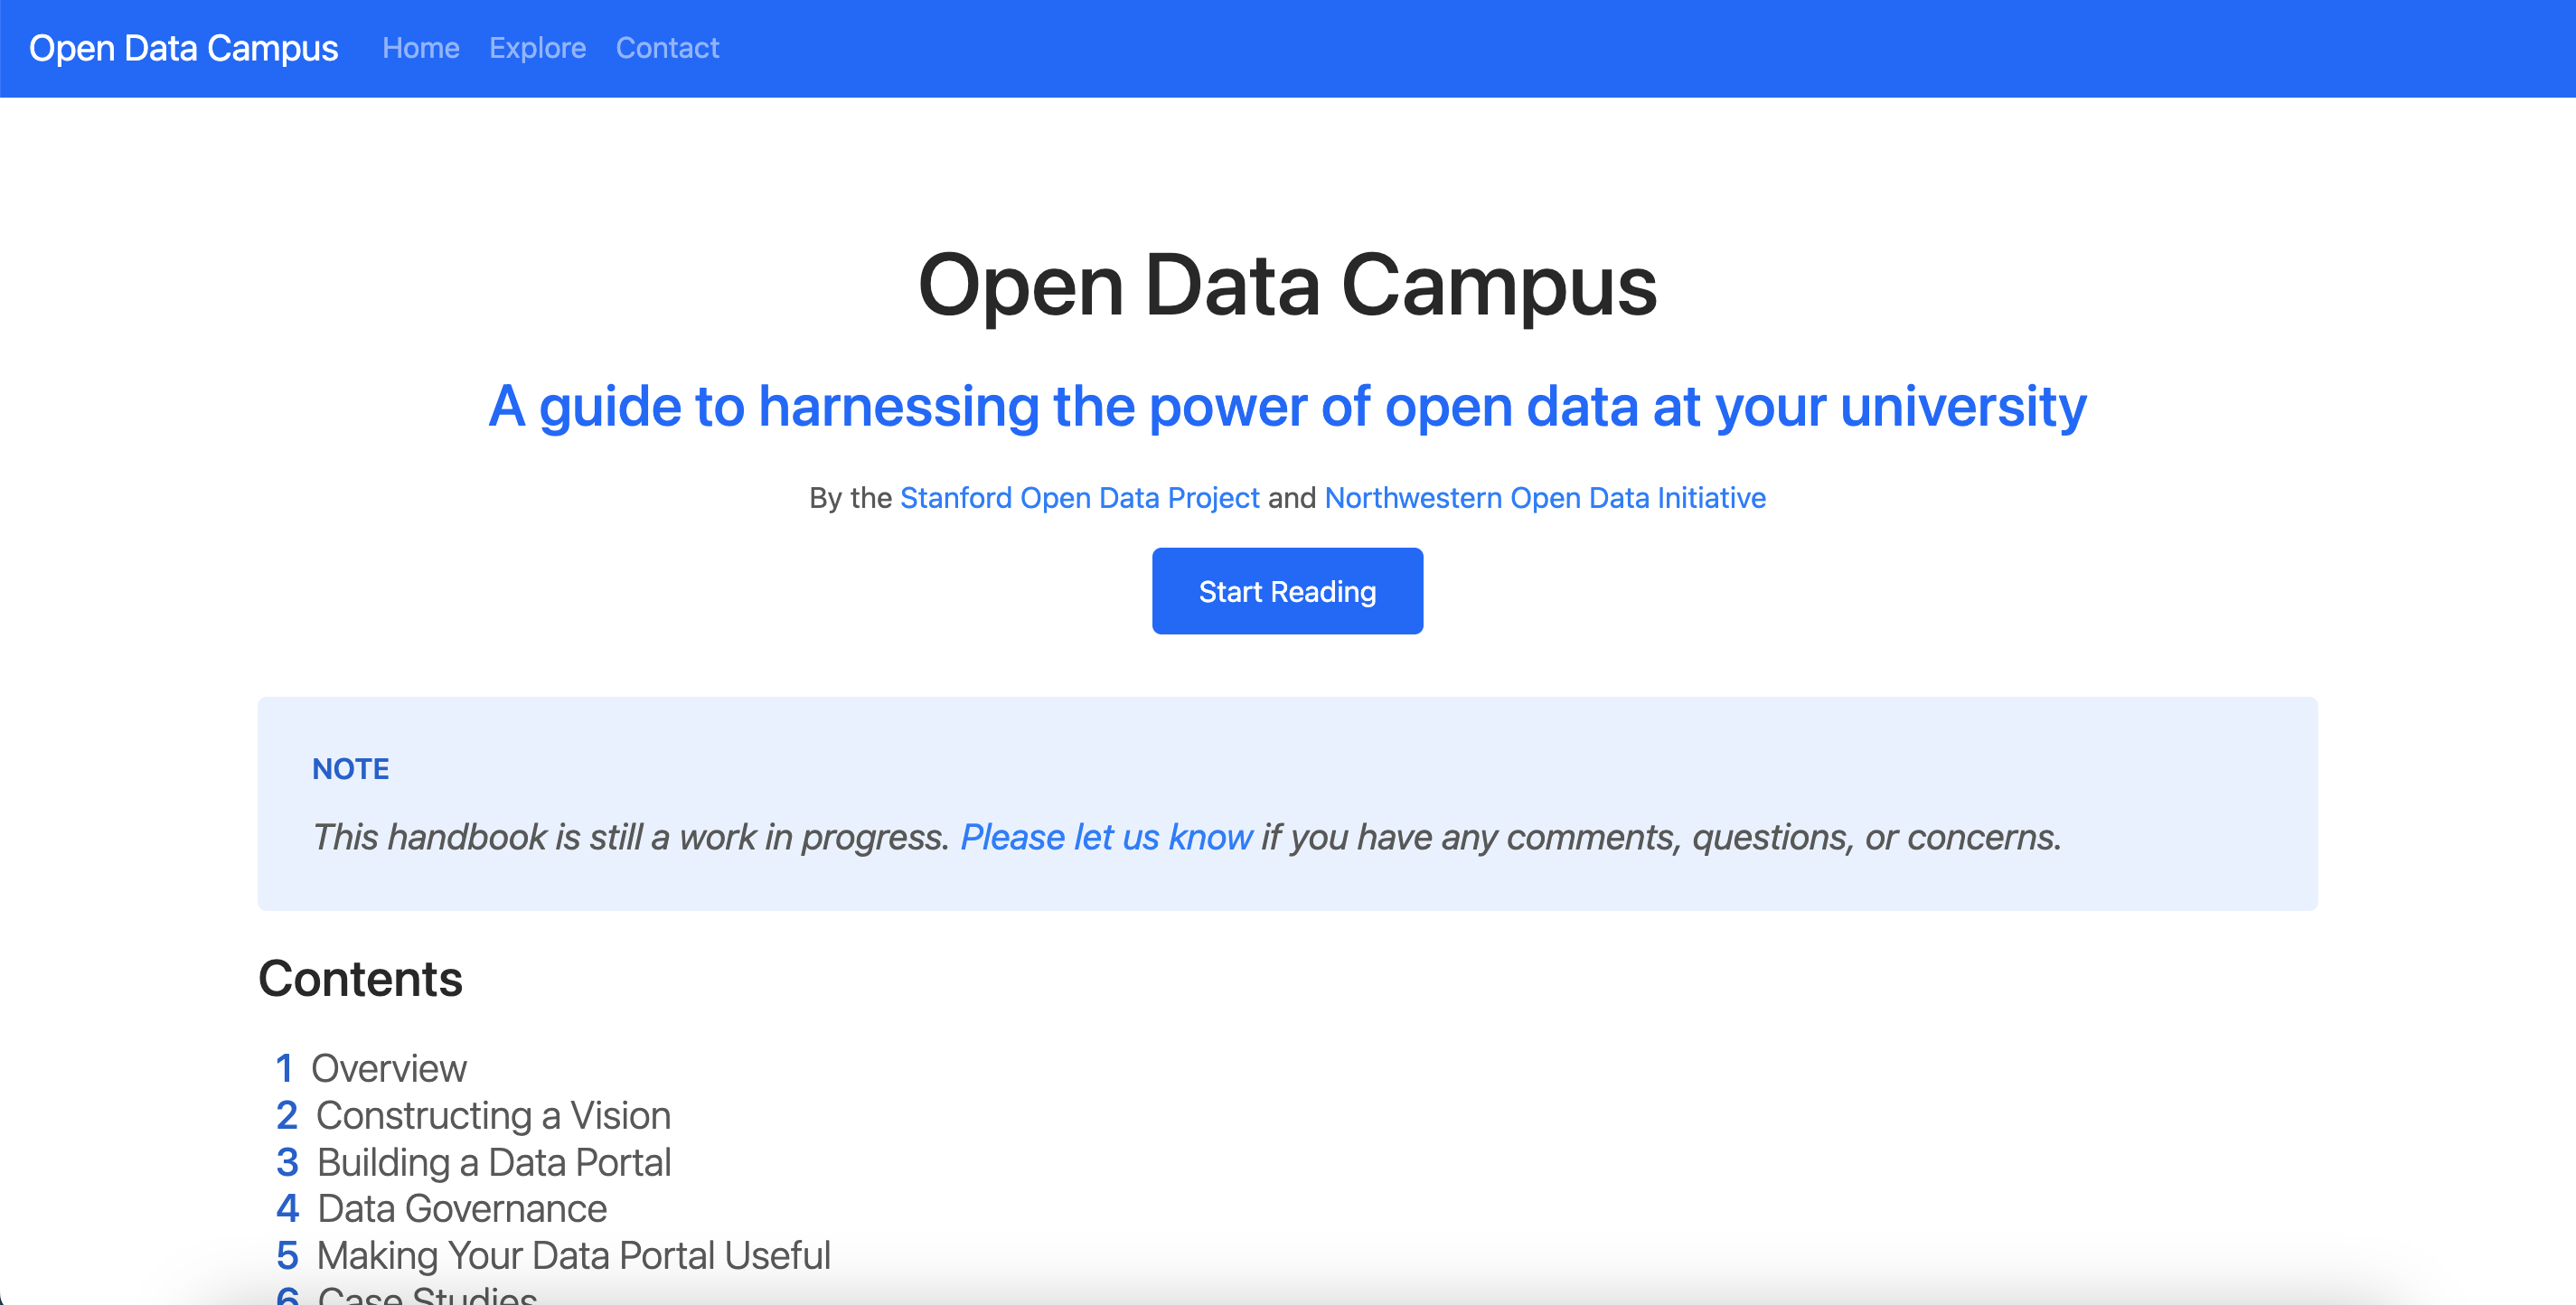 Open Data Campus Home Explore Contact
Open Data Campus
A guide to harnessing the power of open data at your university
By the Stanford Open Data Project and Northwestern Open Data Initiative
Start Reading
NOTE
This handbook is still a work in progress. Please let us know if you have any comments, questions, or concerns.
Contents
1 Overview
2 Constructing a Vision
3 Building a Data Portal
4 Data Governance
5 Making Your Data Portal Useful
6 Case Studies